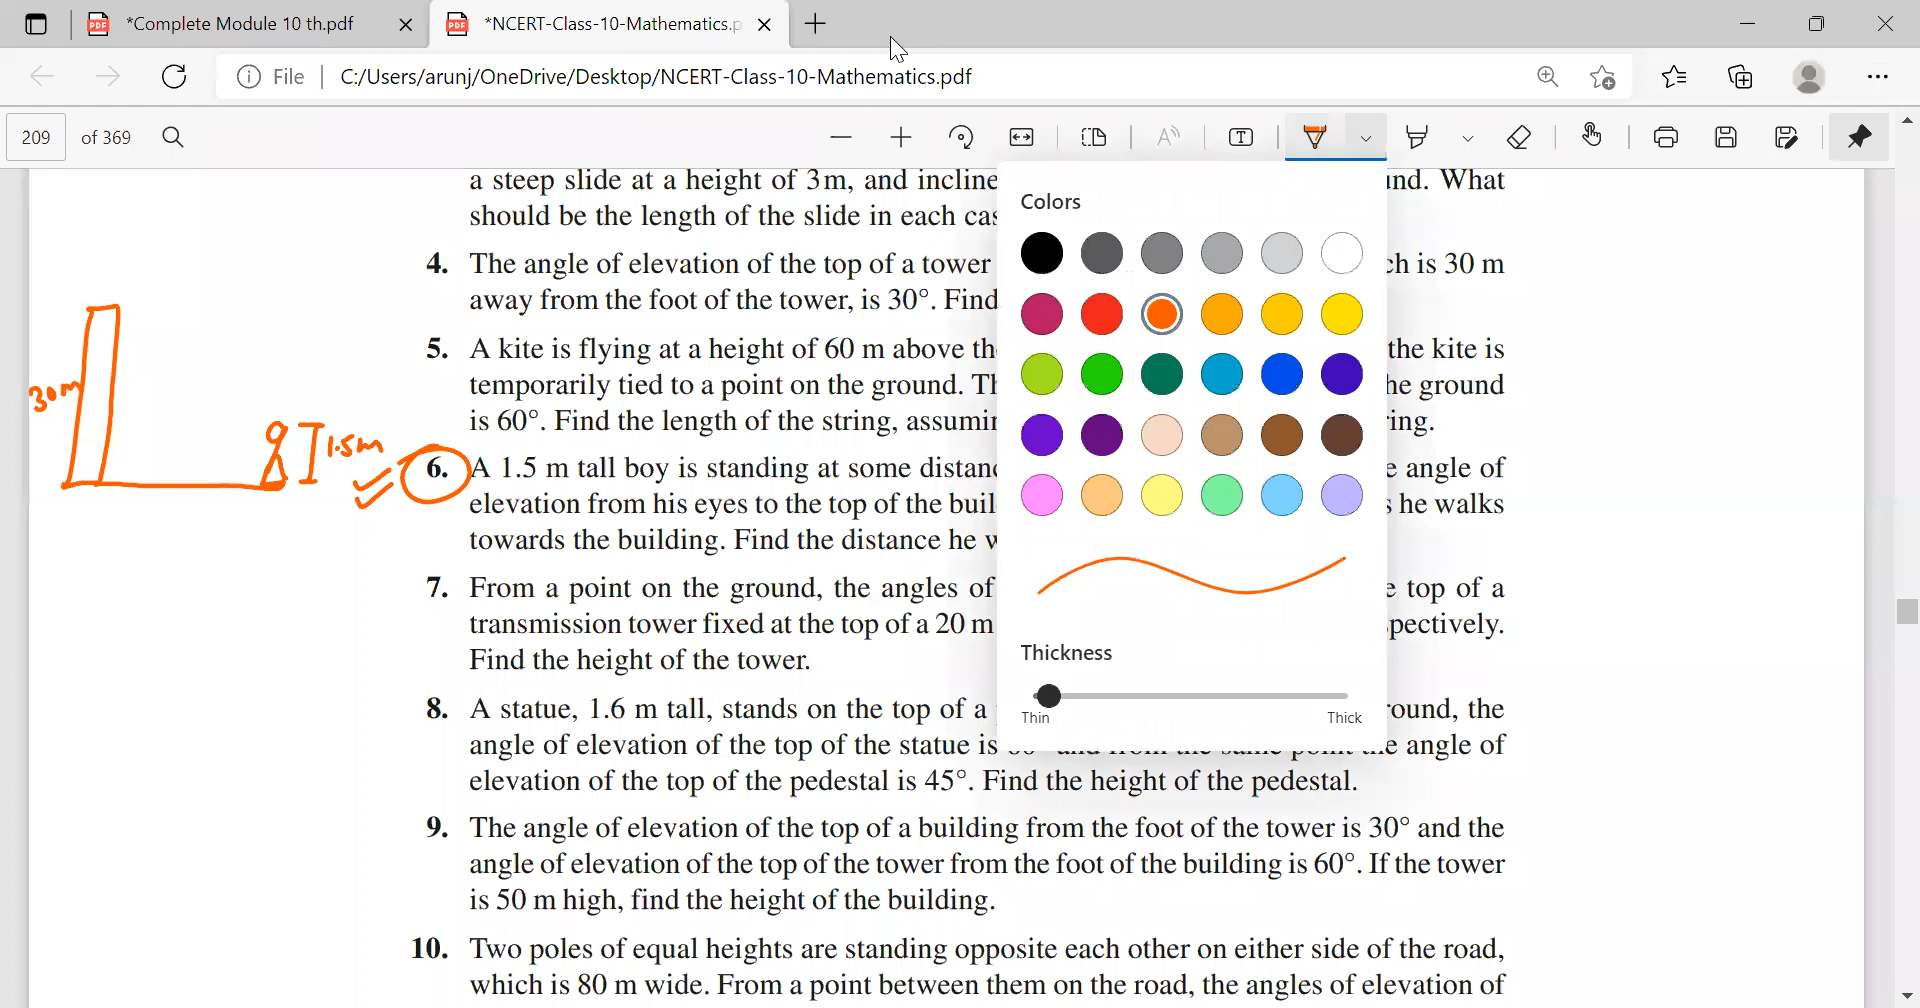 *Complete Module 10 th.pdf
*NCERT-Class-10-Mathematics.p
File
C:/Users/arunj/OneDrive/Desktop/NCERT-Class-10-Mathematics.pdf
209 of 369
a steep slide at a height of 3m, and incline
und. What
should be the length of the slide in each cas
4. The angle of elevation of the top of a tower
ch is 30 m
away from the foot of the tower, is 30°. Find
5. A kite is flying at a height of 60 m above th
the kite is
temporarily tied to a point on the ground. Th
he ground
is 60°. Find the length of the string, assumin
ring.
30m
1.5m
6. A 1.5 m tall boy is standing at some distanc
e angle of
elevation from his eyes to the top of the buil
s he walks
towards the building. Find the distance he w
7. From a point on the ground, the angles of
e top of a
transmission tower fixed at the top of a 20 m
pectively.
Find the height of the tower.
8. A statue, 1.6 m tall, stands on the top of a
round, the
angle of elevation of the top of the statue is 60° and from the same point the angle of
elevation of the top of the pedestal is 45°. Find the height of the pedestal.
9. The angle of elevation of the top of a building from the foot of the tower is 30° and the
angle of elevation of the top of the tower from the foot of the building is 60°. If the tower
is 50 m high, find the height of the building.
10. Two poles of equal heights are standing opposite each other on either side of the road,
which is 80 m wide. From a point between them on the road, the angles of elevation of
Colors
Thickness
Thin
Thick